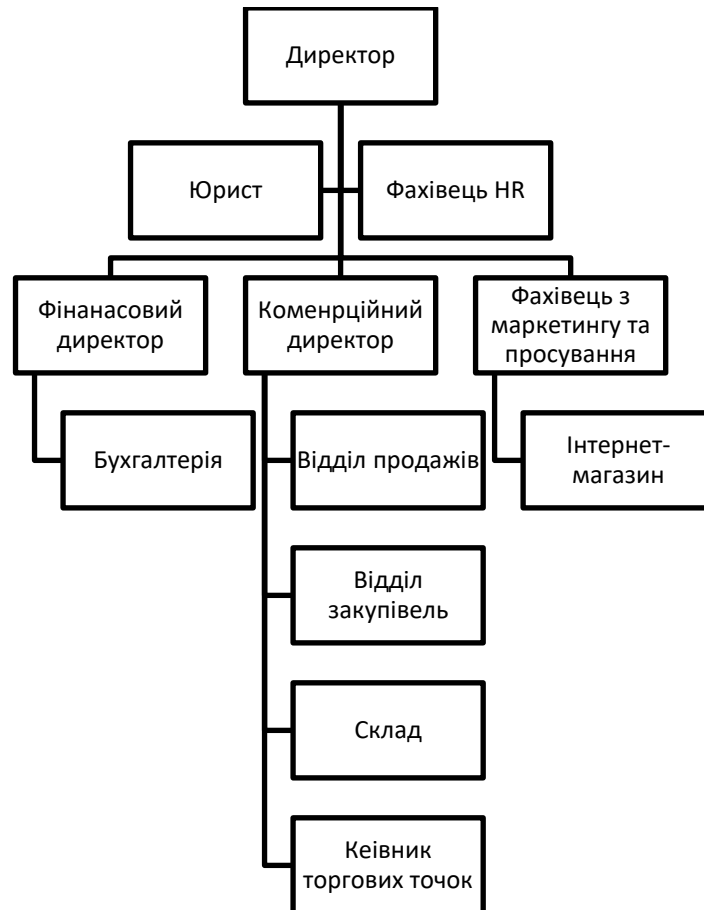 Директор
Юрист
Фахівець HR
Фінанасовий
директор
Коменрційний
директор
Фахівець з
маркетингу та
просування
Бухгалтерія
Відділ продажів
Інтернет-
магазин
Відділ
закупівель
Склад
Кеівник
торгових точок